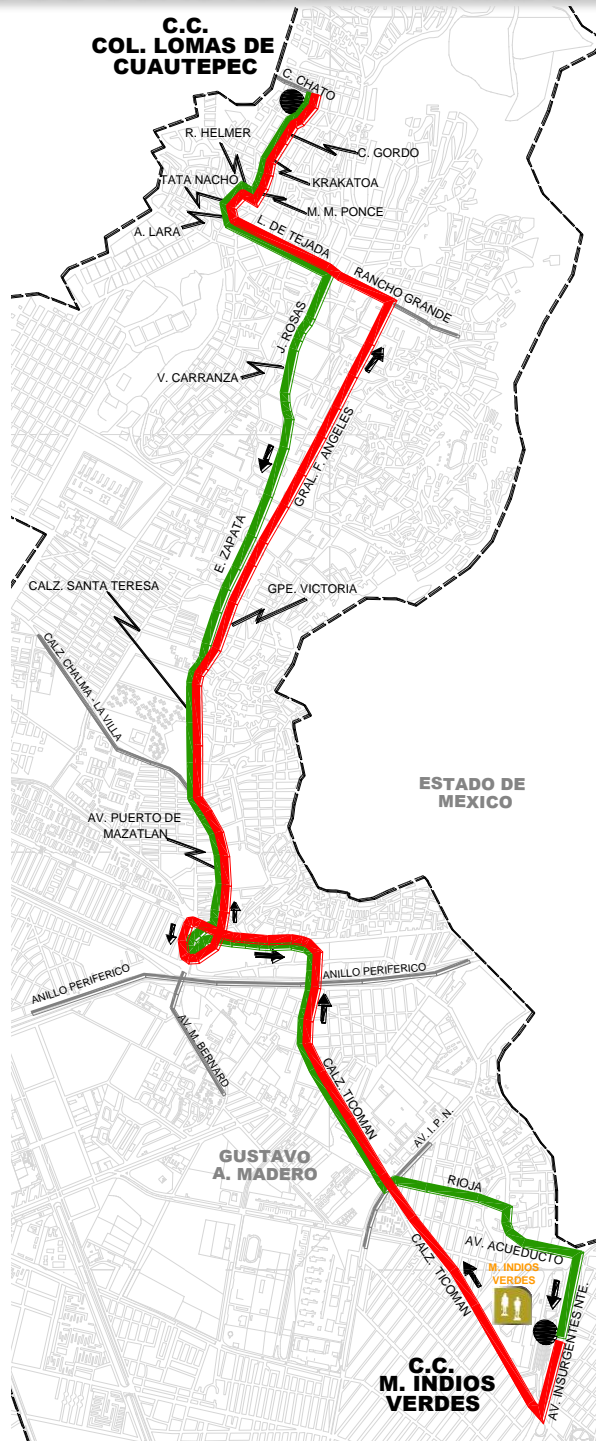 C.C.
COL. LOMAS DE
CUAUTEPEC
C. CHATO
R. HELMER
C. GORDO
TATA NACHO
KRAKATOA
M. M. PONCE
A. LARA
L. DE TEJADA
RANCHO GRANDE
J. ROSAS
V. CARRANZA
GRAL. F. ANGELES
E. ZAPATA
CALZ. SANTA TERESA
GPE. VICTORIA
CALZ. CHALMA - LA VILLA
ESTADO DE
MEXICO
AV. PUERTO DE
MAZATLAN
ANILLO PERIFERICO
ANILLO PERIFERICO
AV. M. BERNARD
CALZ. TICOMAN
AV. I. P. N.
GUSTAVO
A. MADERO
RIOJA
AV. ACUEDUCTO
CALZ. TICOMAN
M. INDIOS
VERDES
AV. INSURGENTES NTE.
C.C.
M. INDIOS
VERDES